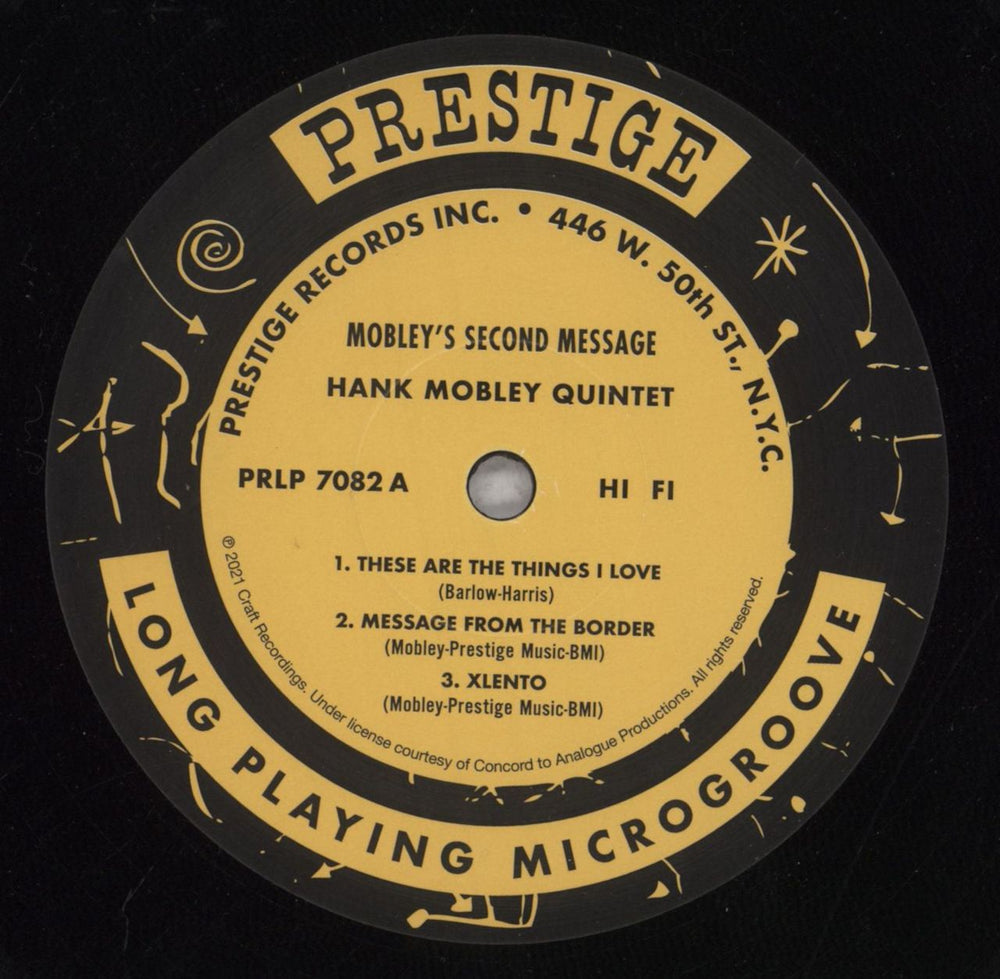 PRESTIGE
PRESTIGE RECORDS INC. • 446 W. 50th ST., N.Y.C.
MOBLEY'S SECOND MESSAGE
HANK MOBLEY QUINTET
PRLP 7082 A
HI FI
1. THESE ARE THE THINGS I LOVE
(Barlow-Harris)
2. MESSAGE FROM THE BORDER
(Mobley-Prestige Music-BMI)
3. XLENTO
(Mobley-Prestige Music-BMI)
℗ 2021 Craft Recordings. Under license courtesy of Concord to Analogue Productions. All rights reserved.
LONG PLAYING MICROGROOVE